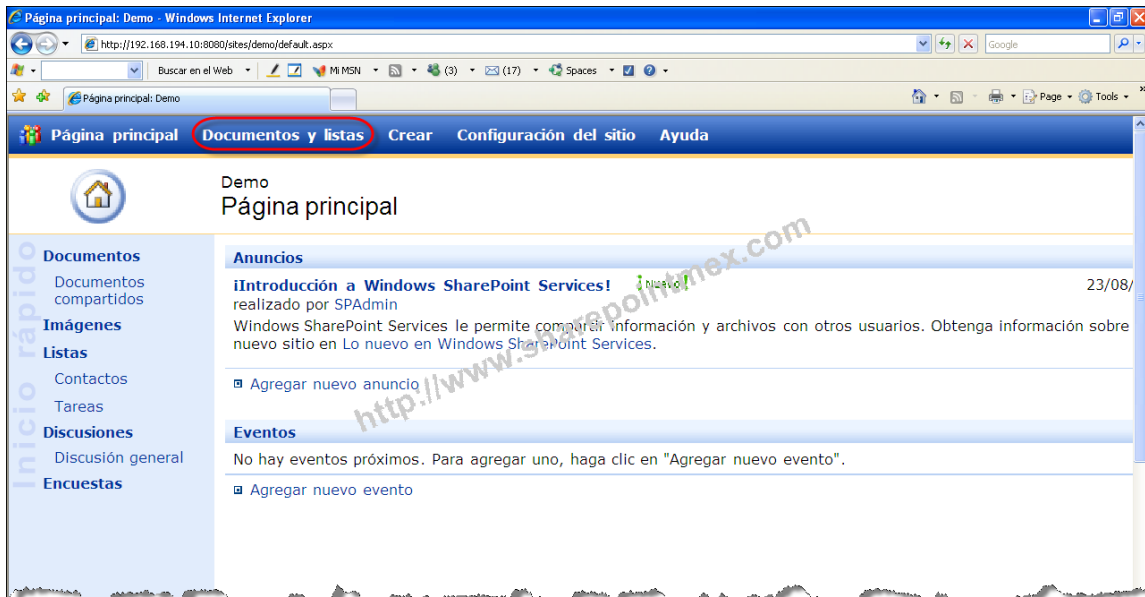 Página principal: Demo - Windows Internet Explorer
http://192.168.194.10:8080/sites/demo/default.aspx
Google
Buscar en el Web
Mi MSN
(3)
(17)
Spaces
Página principal: Demo
Page
Tools
»
Página principal Documentos y listas Crear Configuración del sitio Ayuda
Demo
Página principal
Inicio rápido
Documentos
Documentos
compartidos
Imágenes
Listas
Contactos
Tareas
Discusiones
Discusión general
Encuestas
Anuncios
¡Introducción a Windows SharePoint Services! ¡Nuevo!
23/08/
realizado por SPAdmin
Windows SharePoint Services le permite compartir información y archivos con otros usuarios. Obtenga información sobre
nuevo sitio en Lo nuevo en Windows SharePoint Services.
Agregar nuevo anuncio
Eventos
No hay eventos próximos. Para agregar uno, haga clic en "Agregar nuevo evento".
Agregar nuevo evento
http://www.sharepointmex.com